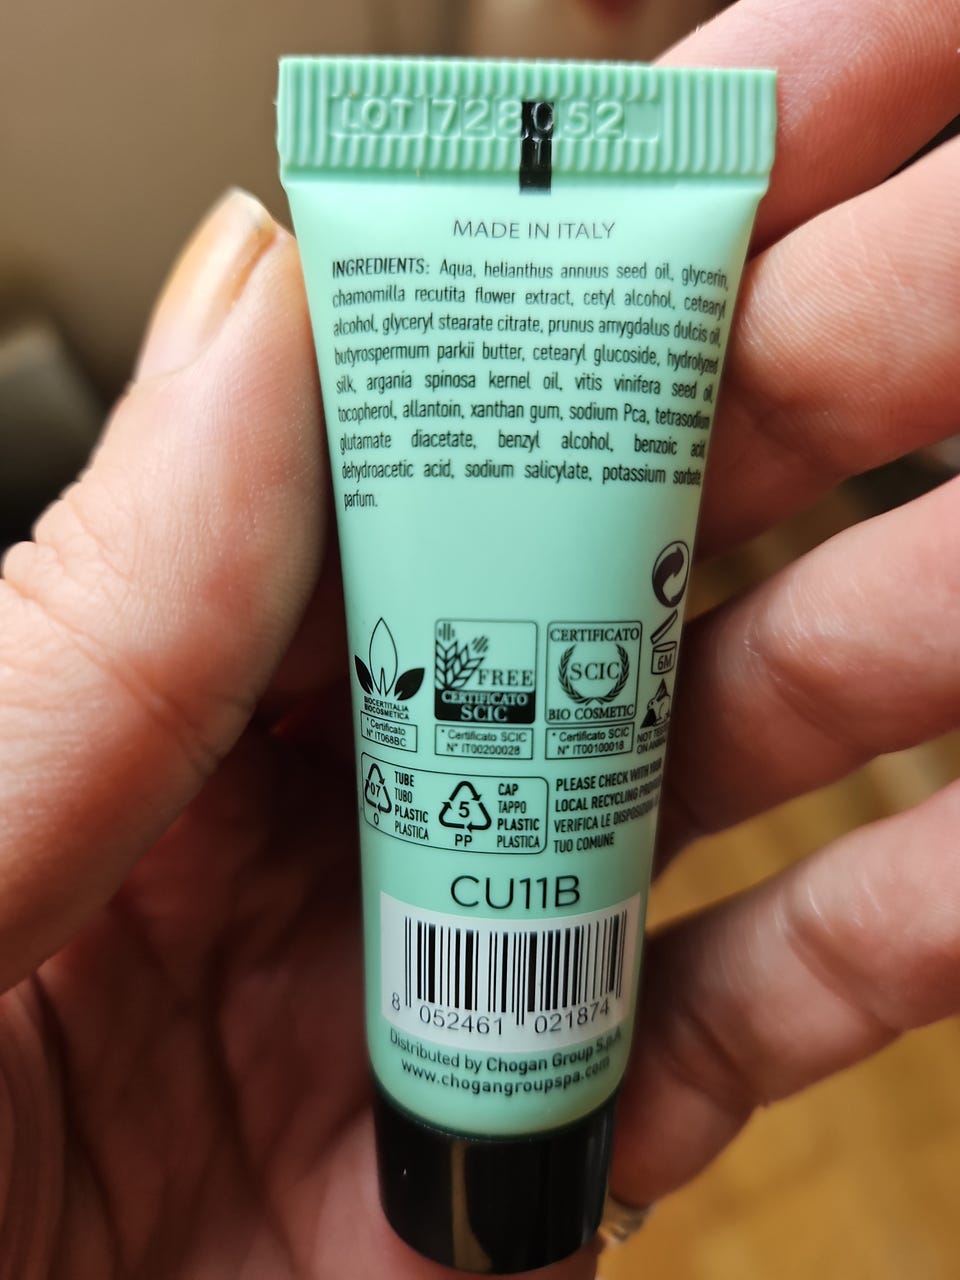 LOT 728052
MADE IN ITALY
INGREDIENTS: Aqua, helianthus annuus seed oil, glycerin,
chamomilla recutita flower extract, cetyl alcohol, cetearyl
alcohol, glyceryl stearate citrate, prunus amygdalus dulcis oil,
butyrospermum parkii butter, cetearyl glucoside, hydrolyzed
silk, argania spinosa kernel oil, vitis vinifera seed oil,
tocopherol, allantoin, xanthan gum, sodium Pca, tetrasodium
glutamate diacetate, benzyl alcohol, benzoic acid,
dehydroacetic acid, sodium salicylate, potassium sorbate,
parfum.
6M
BIOCERTITALIA
BIOCOSMETICA
* Certificato
N° IT068BC
FREE
CERTIFICATO
SCIC
* Certificato SCIC
N° IT00200028
CERTIFICATO
SCIC
BIO COSMETIC
* Certificato SCIC
N° IT00100018
NOT
ON
07
O
TUBE
TUBO
PLASTIC
PLASTICA
5
PP
CAP
TAPPO
PLASTIC
PLASTICA
PLEASE CHECK WITH YOUR
LOCAL RECYCLING
VERIFICA LE
TUO COMUNE
CU11B
8 052461 021874
Distributed by Chogan Group S.p.A.
www.chogangroupspa.com